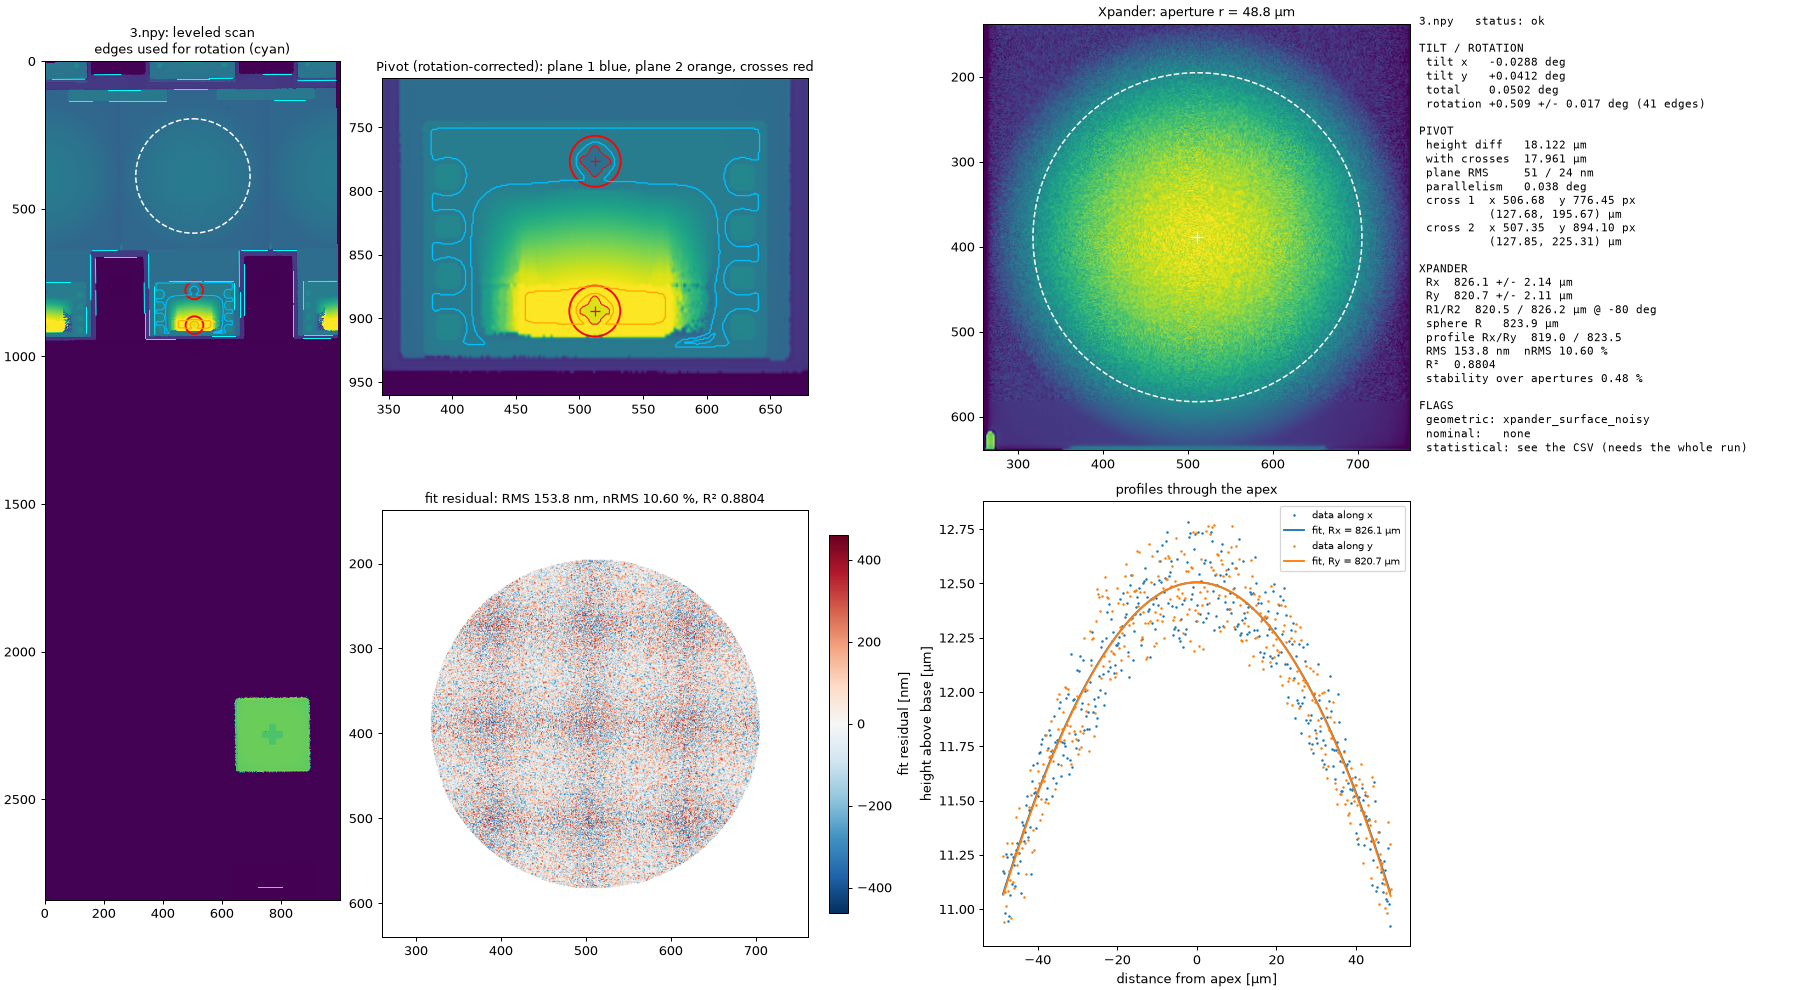 3.npy: leveled scan
edges used for rotation (cyan)
0
500
1000
1500
2000
2500
0
200
400
600
800
Pivot (rotation-corrected): plane 1 blue, plane 2 orange, crosses red
750
800
850
900
950
350
400
450
500
550
600
650
Xpander: aperture r = 48.8 µm
200
300
400
500
600
300
400
500
600
700
3.npy   status: ok
TILT / ROTATION
tilt x   -0.0288 deg
tilt y   +0.0412 deg
total    0.0502 deg
rotation +0.509 +/- 0.017 deg (41 edges)
PIVOT
height diff   18.122 µm
with crosses  17.961 µm
plane RMS     51 / 24 nm
parallelism   0.038 deg
cross 1  x 506.68  y 776.45 px
(127.68, 195.67) µm
cross 2  x 507.35  y 894.10 px
(127.85, 225.31) µm
XPANDER
Rx  826.1 +/- 2.14 µm
Ry  820.7 +/- 2.11 µm
R1/R2  820.5 / 826.2 µm @ -80 deg
sphere R   823.9 µm
profile Rx/Ry  819.0 / 823.5
RMS 153.8 nm  nRMS 10.60 %
R²  0.8804
stability over apertures 0.48 %
FLAGS
geometric: xpander_surface_noisy
nominal:   none
statistical: see the CSV (needs the whole run)
fit residual: RMS 153.8 nm, nRMS 10.60 %, R² 0.8804
200
300
400
500
600
300
400
500
600
700
400
200
0
−200
−400
fit residual [nm]
profiles through the apex
data along x
fit, Rx = 826.1 µm
data along y
fit, Ry = 820.7 µm
12.75
12.50
12.25
12.00
11.75
11.50
11.25
11.00
height above base [µm]
−40
−20
0
20
40
distance from apex [µm]